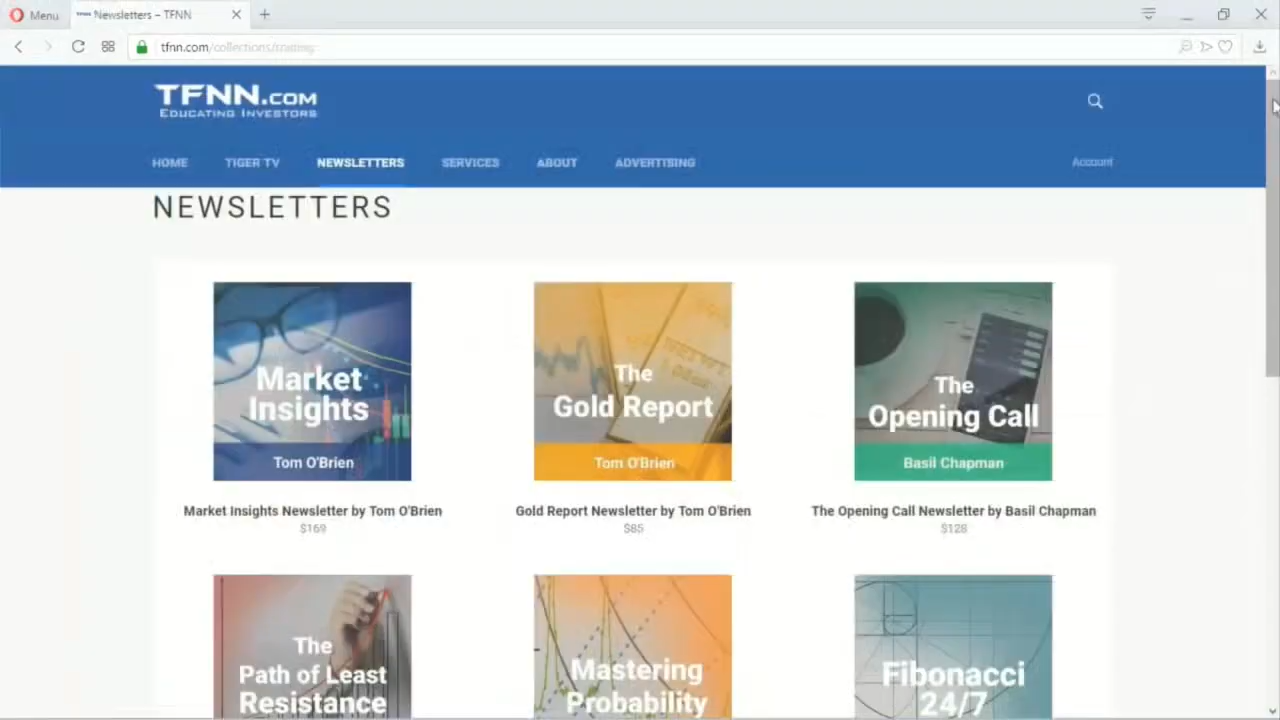 Menu
Newsletters – TFNN
tfnn.com/collections/trading
TFNN.COM
EDUCATING INVESTORS
HOME
TIGER TV
NEWSLETTERS
SERVICES
ABOUT
ADVERTISING
Account
NEWSLETTERS
Market
Insights
Tom O'Brien
The
Gold Report
Tom O'Brien
The
Opening Call
Basil Chapman
Market Insights Newsletter by Tom O'Brien
$169
Gold Report Newsletter by Tom O'Brien
$85
The Opening Call Newsletter by Basil Chapman
$128
The
Path of Least
Resistance
Mastering
Probability
Fibonacci
24/7